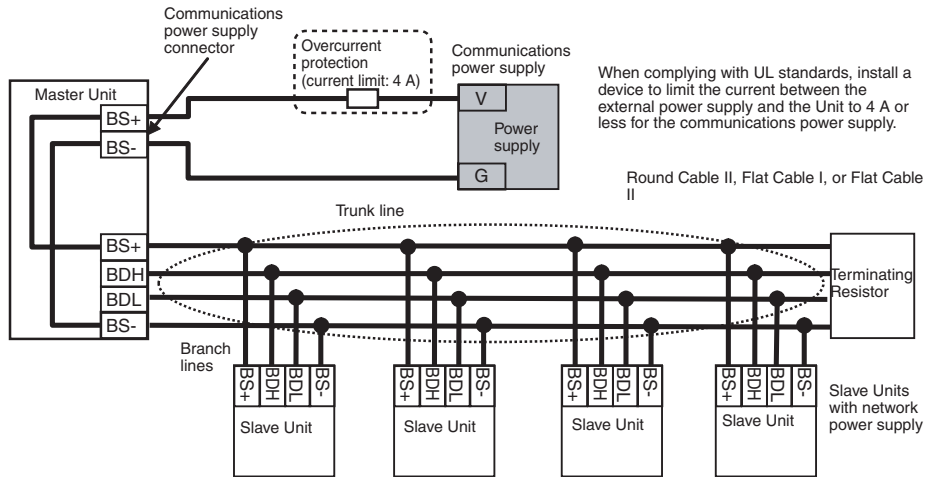 Communications
power supply
connector
Overcurrent
protection
(current limit: 4 A)
Communications
power supply
When complying with UL standards, install a
device to limit the current between the
external power supply and the Unit to 4 A or
less for the communications power supply.
Master Unit
BS+
BS-
V
Power
supply
G
Round Cable II, Flat Cable I, or Flat Cable
II
Trunk line
BS+
BDH
BDL
BS-
Terminating
Resistor
Branch
lines
BS+
BDH
BDL
BS-
Slave Unit
BS+
BDH
BDL
BS-
Slave Unit
BS+
BDH
BDL
BS-
Slave Unit
BS+
BDH
BDL
BS-
Slave Unit
Slave Units
with network
power supply